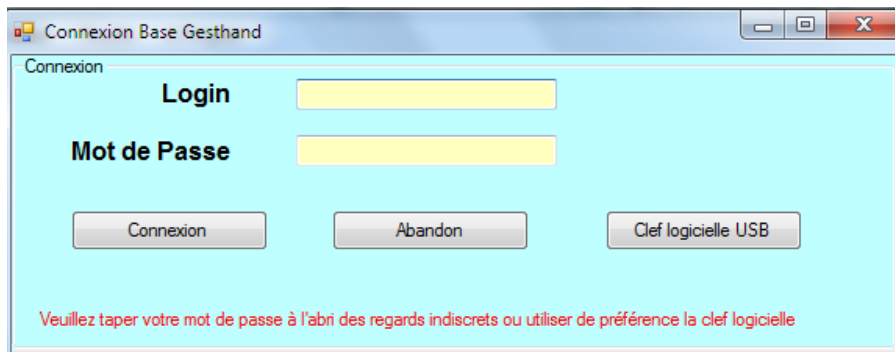 Connexion Base Gesthand
Connexion
Login
Mot de Passe
Connexion Abandon Clef logicielle USB
Veuillez taper votre mot de passe à l'abri des regards indiscrets ou utiliser de préférence la clef logicielle